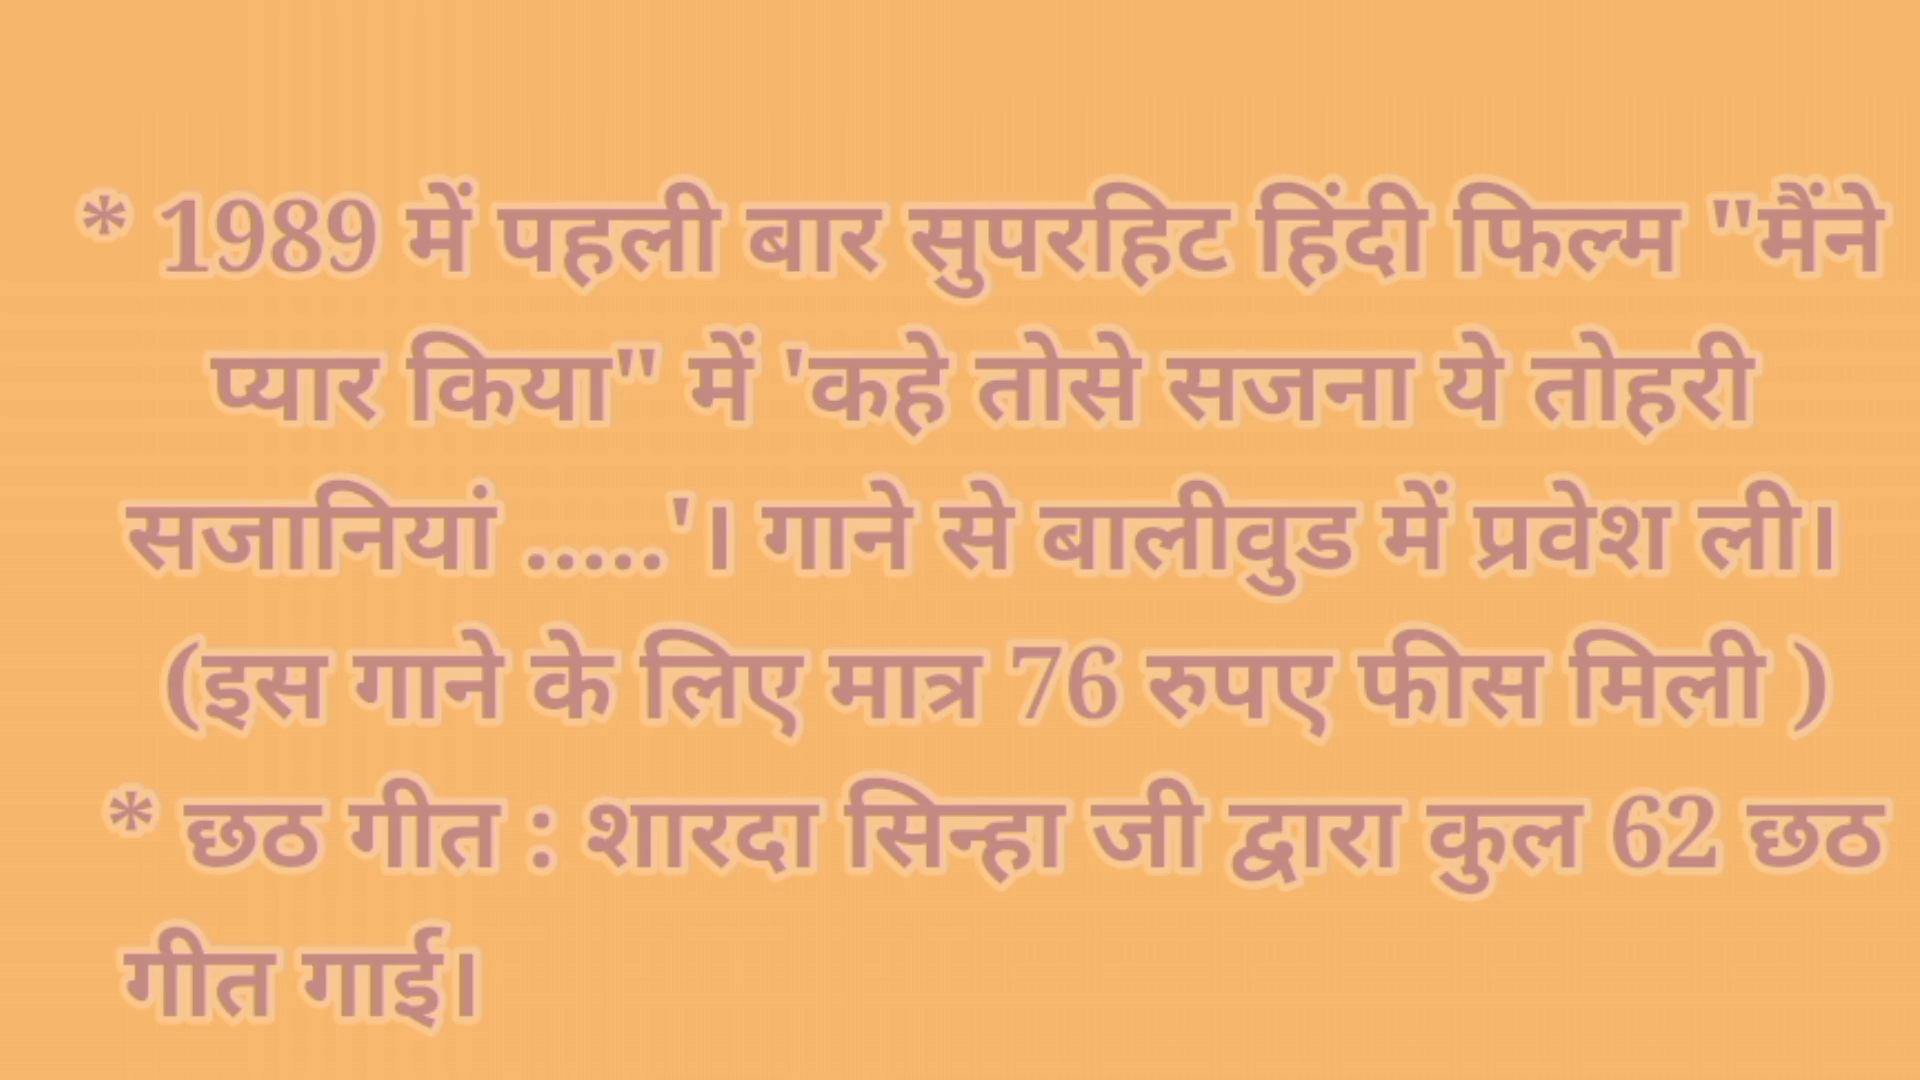 * 1989 में पहली बार सुपरहिट हिंदी फिल्म "मैंने
प्यार किया" में 'कहे तोसे सजना ये तोहरी
सजानियां .....'। गाने से बालीवुड में प्रवेश ली।
(इस गाने के लिए मात्र 76 रुपए फीस मिली )
* छठ गीत : शारदा सिन्हा जी द्वारा कुल 62 छठ
गीत गाई।